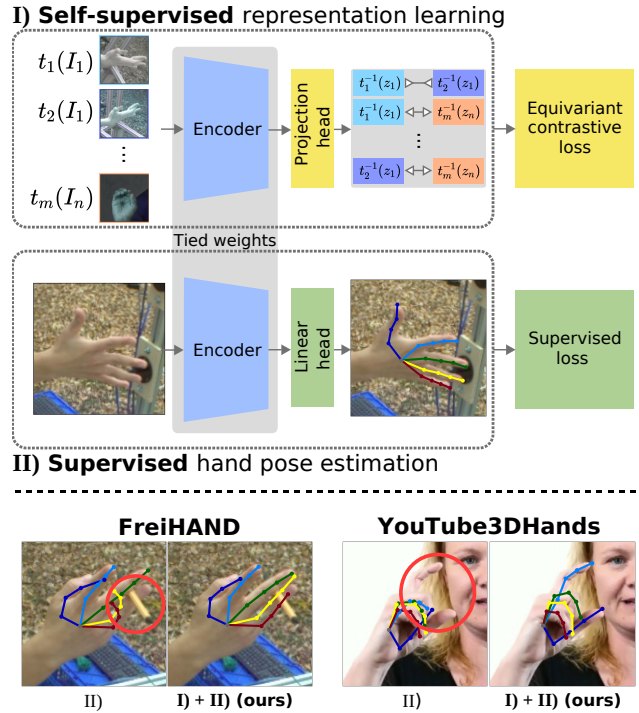 I) Self-supervised representation learning
t₁(I₁)
t₂(I₁)
...
tₘ(Iₙ)
Encoder
Projection head
t₁⁻¹(z₁) t₂⁻¹(z₁)
t₁⁻¹(z₁) tₘ⁻¹(zₙ)
...
t₂⁻¹(z₁) tₘ⁻¹(zₙ)
Equivariant
contrastive
loss
Tied weights
Encoder
Linear
head
Supervised
loss
II) Supervised hand pose estimation
FreiHAND
YouTube3DHands
II)
I) + II) (ours)
II)
I) + II) (ours)